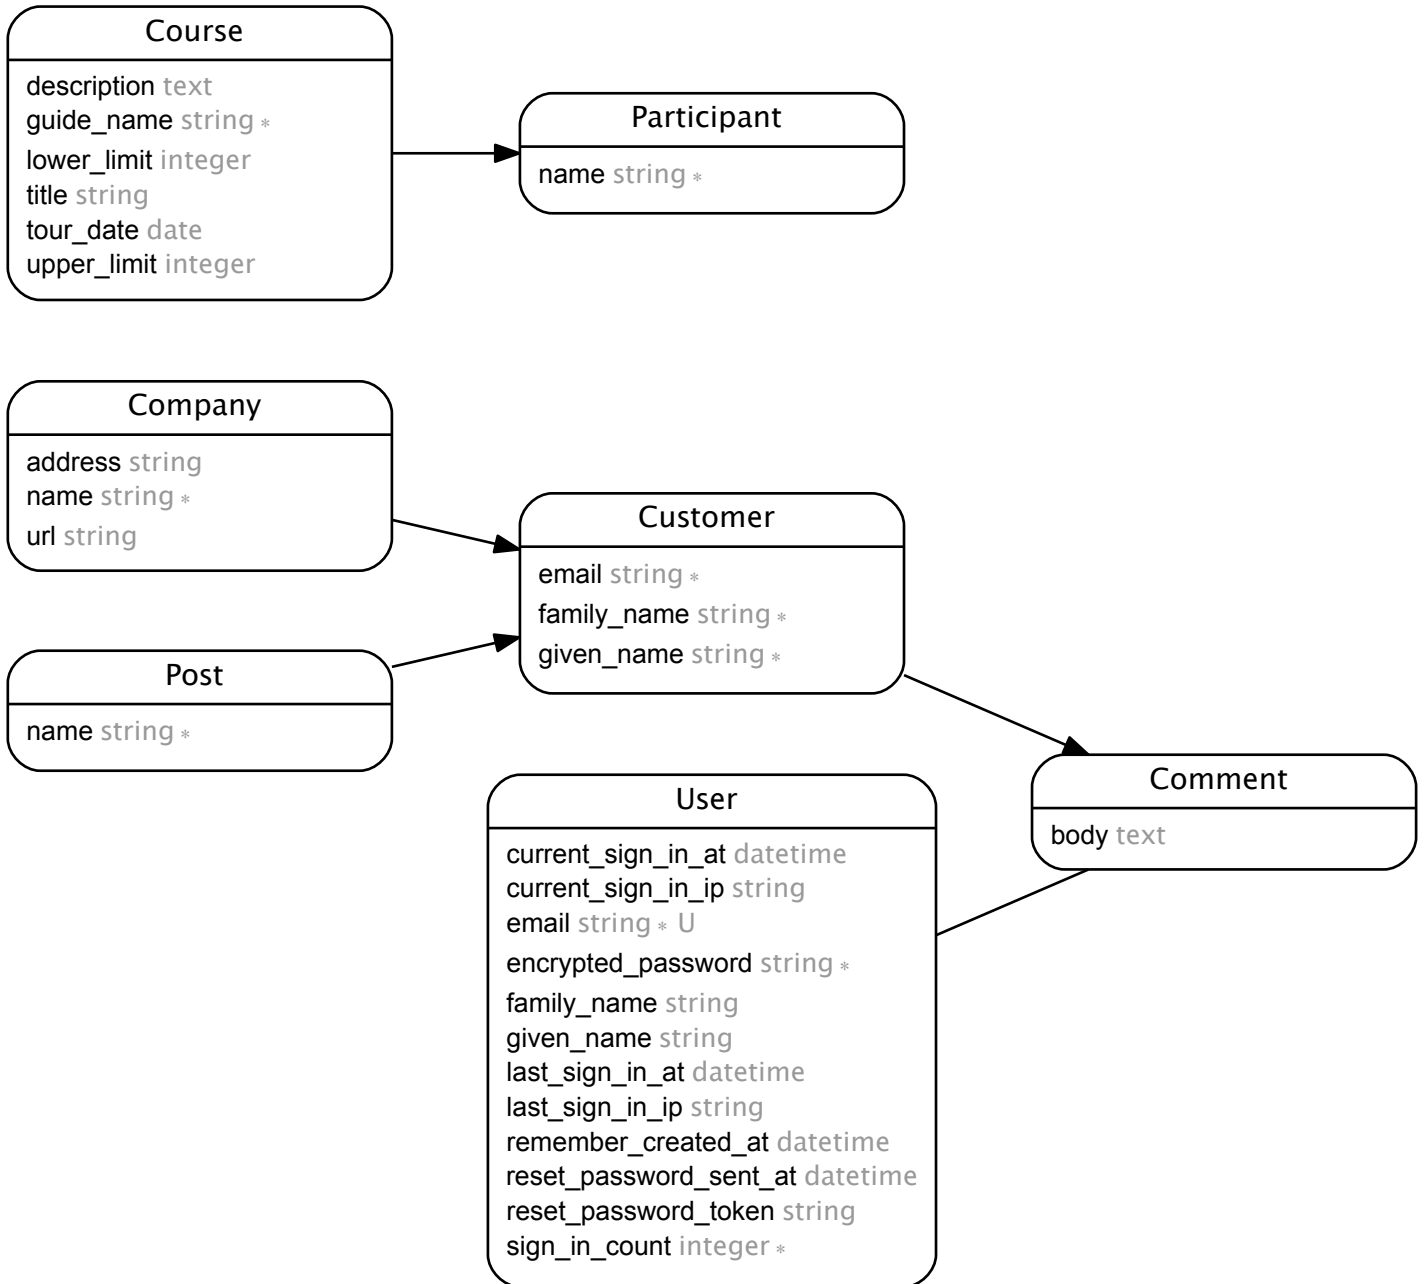 Course
description text
guide_name string *
lower_limit integer
title string
tour_date date
upper_limit integer
Participant
name string *
Company
address string
name string *
url string
Customer
email string *
family_name string *
given_name string *
Post
name string *
User
current_sign_in_at datetime
current_sign_in_ip string
email string * U
encrypted_password string *
family_name string
given_name string
last_sign_in_at datetime
last_sign_in_ip string
remember_created_at datetime
reset_password_sent_at datetime
reset_password_token string
sign_in_count integer *
Comment
body text